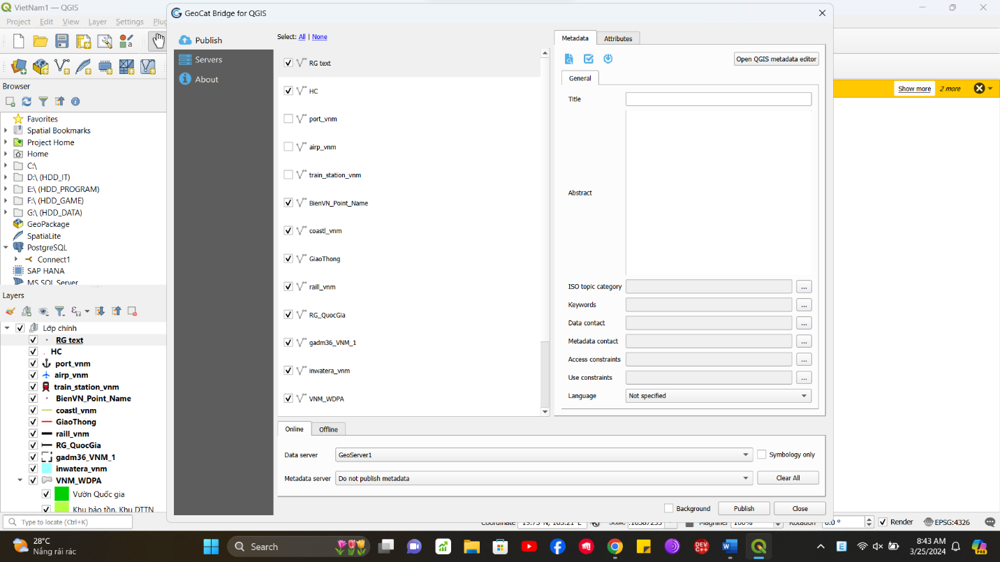 VietNam1 — QGIS
Project Edit View Layer Settings Plug
GeoCat Bridge for QGIS
Publish
Servers
About
Select: All | None
RG text
HC
port_vnm
airp_vnm
train_station_vnm
BienVN_Point_Name
coastl_vnm
GiaoThong
raill_vnm
RG_QuocGia
gadm36_VNM_1
inwatera_vnm
VNM_WDPA
Metadata Attributes
Open QGIS metadata editor
General
Title
Abstract
ISO topic category ...
Keywords ...
Data contact ...
Metadata contact ...
Access constraints ...
Use constraints ...
Language Not specified
Online Offline
Data server GeoServer1 Symbology only
Metadata server Do not publish metadata Clear All
Background Publish Close
Show more 2 more
Browser
Favorites
Spatial Bookmarks
Project Home
Home
C:\
D:\ (HDD_IT)
E:\ (HDD_PROGRAM)
F:\ (HDD_GAME)
G:\ (HDD_DATA)
GeoPackage
SpatiaLite
PostgreSQL
Connect1
SAP HANA
MS SQL Server
Layers
Lớp chính
RG text
HC
port_vnm
airp_vnm
train_station_vnm
BienVN_Point_Name
coastl_vnm
GiaoThong
raill_vnm
RG_QuocGia
gadm36_VNM_1
inwatera_vnm
VNM_WDPA
Vườn Quốc gia
Khu bảo tồn, Khu DTTN
Type to locate (Ctrl+K)
Coordinate 19.75°N, 103.21°E Scale Magnifier 100% Rotation 0.0 ° Render EPSG:4326
28°C
Nắng rải rác
Search
DEV C++
E
8:43 AM
3/25/2024
PRE